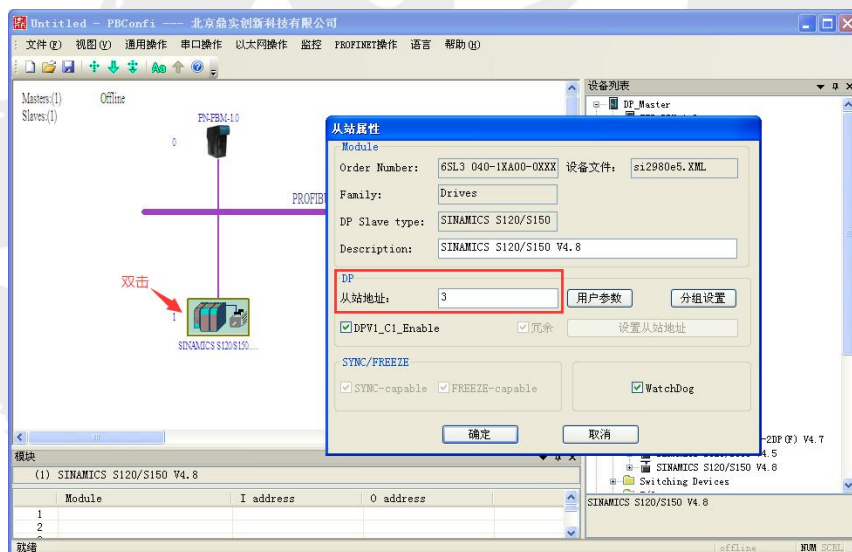 Untitled - PBConfi --- 北京鼎实创新科技有限公司
文件(F) 视图(V) 通用操作 串口操作 以太网操作 监控 PROFINET操作 语言 帮助(H)
Masters:(1) Offline
Slaves:(1)
PN-PBM-1.0
0
PROFIBU
双击
1
SINAMICS S120/S150.....
设备列表
DP_Master
从站属性
Module
Order Number: 6SL3 040-1XA00-0XXX 设备文件: si2980e5.XML
Family: Drives
DP Slave type: SINAMICS S120/S150
Description: SINAMICS S120/S150 V4.8
DP
从站地址: 3 用户参数 分组设置
DPV1_C1_Enable 冗余 设置从站地址
SYNC/FREEZE
SYNC-capable FREEZE-capable WatchDog
确定 取消
-2DP(F) V4.7
V4.5
SINAMICS S120/S150 V4.8
Switching Devices
SINAMICS S120/S150 V4.8
模块
(1) SINAMICS S120/S150 V4.8
Module I address O address
1
2
就绪 offline NUM SCRL